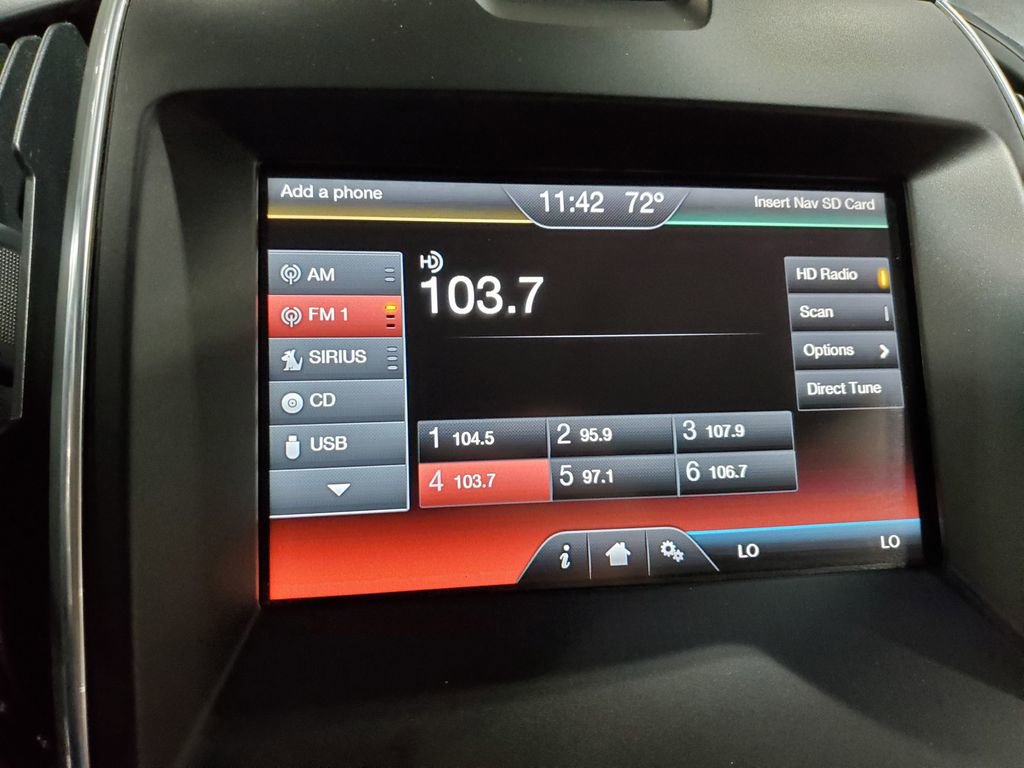 Add a phone
11:42 72°
Insert Nav SD Card
AM
FM 1
SIRIUS
CD
USB
HD
103.7
HD Radio
Scan
Options
Direct Tune
1 104.5
2 95.9
3 107.9
4 103.7
5 97.1
6 106.7
i
LO
LO